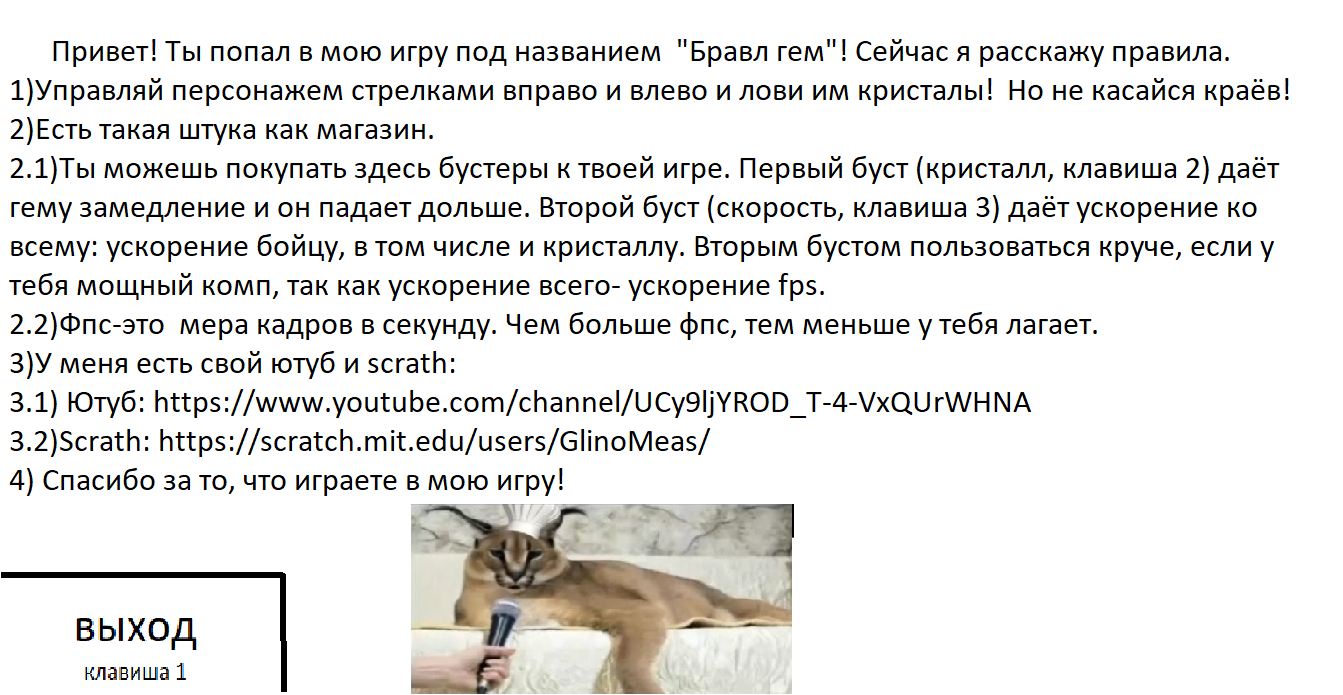 Привет! Ты попал в мою игру под названием "Бравл гем"! Сейчас я расскажу правила.
1)Управляй персонажем стрелками вправо и влево и лови им кристалы! Но не касайся краёв!
2)Есть такая штука как магазин.
2.1)Ты можешь покупать здесь бустеры к твоей игре. Первый буст (кристалл, клавиша 2) даёт
гему замедление и он падает дольше. Второй буст (скорость, клавиша 3) даёт ускорение ко
всему: ускорение бойцу, в том числе и кристаллу. Вторым бустом пользоваться круче, если у
тебя мощный комп, так как ускорение всего- ускорение fps.
2.2)Фпс-это мера кадров в секунду. Чем больше фпс, тем меньше у тебя лагает.
3)У меня есть свой ютуб и scrath:
3.1) Ютуб: https://www.youtube.com/channel/UCy9ljYROD_T-4-VxQUrWHNA
3.2)Scrath: https://scratch.mit.edu/users/GlinoMeas/
4) Спасибо за то, что играете в мою игру!
ВЫХОД
клавиша 1